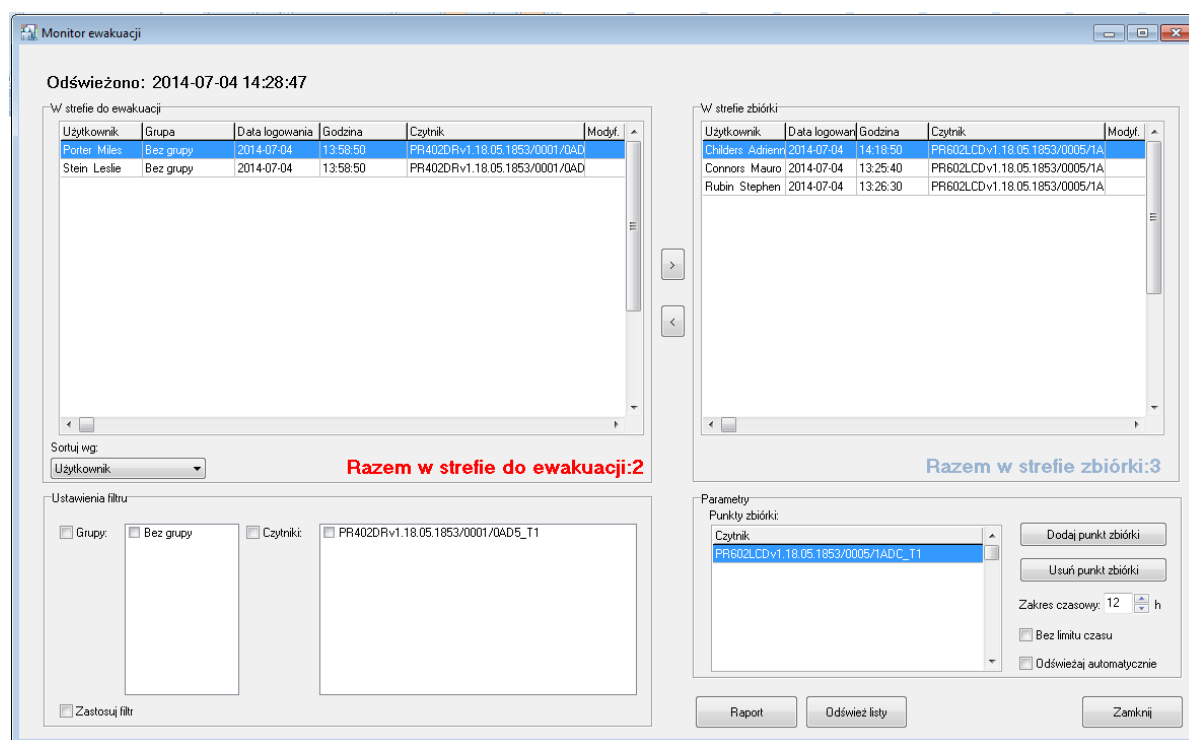 Monitor ewakuacji
Odświeżono: 2014-07-04 14:28:47
W strefie do ewakuacji
Użytkownik Grupa Data logowania Godzina Czytnik Modyf.
Porter Miles Bez grupy 2014-07-04 13:58:50 PR402DRv1.18.05.1853/0001/0AD
Stein Leslie Bez grupy 2014-07-04 13:58:50 PR402DRv1.18.05.1853/0001/0AD
Sortuj wg:
Użytkownik
Razem w strefie do ewakuacji:2
W strefie zbiórki
Użytkownik Data logowan Godzina Czytnik Modyf.
Childers Adrienn 2014-07-04 14:18:50 PR602LCDv1.18.05.1853/0005/1A
Connors Mauro 2014-07-04 13:25:40 PR602LCDv1.18.05.1853/0005/1A
Rubin Stephen 2014-07-04 13:26:30 PR602LCDv1.18.05.1853/0005/1A
>
<
Razem w strefie zbiórki:3
Ustawienia filtru
Grupy: Bez grupy Czytniki: PR402DRv1.18.05.1853/0001/0AD5_T1
Zastosuj filtr
Parametry
Punkty zbiórki:
Czytnik
PR602LCDv1.18.05.1853/0005/1ADC_T1
Dodaj punkt zbiórki
Usuń punkt zbiórki
Zakres czasowy: 12 h
Bez limitu czasu
Odświeżaj automatycznie
Raport Odśwież listy Zamknij